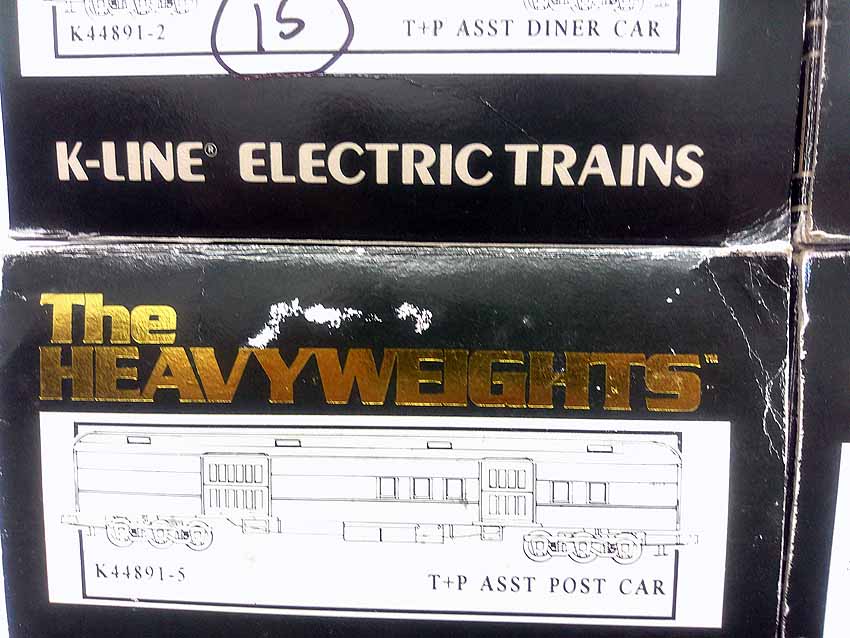 K44891-2
15
T+P ASST DINER CAR
K-LINE® ELECTRIC TRAINS
The
HEAVYWEIGHTS™
K44891-5
T+P ASST POST CAR